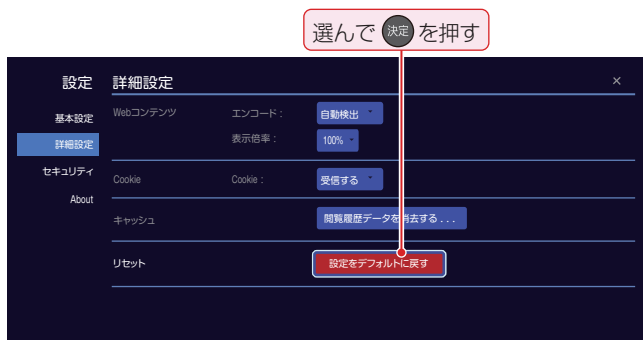 選んで 決定 を押す
設定 詳細設定 ×
基本設定 Webコンテンツ エンコード： 自動検出
表示倍率： 100%
詳細設定
セキュリティ Cookie Cookie： 受信する
About
キャッシュ 閲覧履歴データを消去する...
リセット 設定をデフォルトに戻す